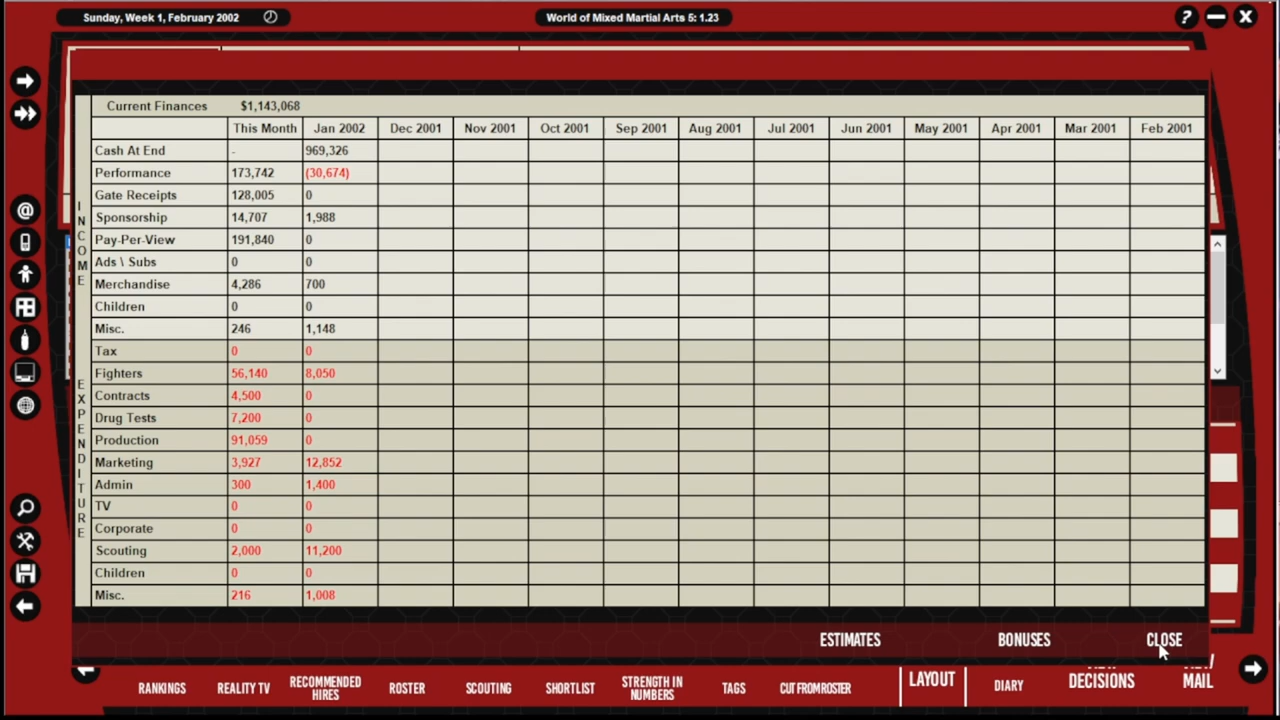 Sunday, Week 1, February 2002
World of Mixed Martial Arts 5: 1.23
?
Current Finances $1,143,068
This Month Jan 2002 Dec 2001 Nov 2001 Oct 2001 Sep 2001 Aug 2001 Jul 2001 Jun 2001 May 2001 Apr 2001 Mar 2001 Feb 2001
INCOME
Cash At End - 969,326
Performance 173,742 (30,674)
Gate Receipts 128,005 0
Sponsorship 14,707 1,988
Pay-Per-View 191,840 0
Ads \ Subs 0 0
Merchandise 4,286 700
Children 0 0
Misc. 246 1,148
EXPENDITURE
Tax 0 0
Fighters 56,140 8,050
Contracts 4,500 0
Drug Tests 7,200 0
Production 91,059 0
Marketing 3,927 12,852
Admin 300 1,400
TV 0 0
Corporate 0 0
Scouting 2,000 11,200
Children 0 0
Misc. 216 1,008
ESTIMATES BONUSES CLOSE
RANKINGS REALITY TV RECOMMENDED HIRES ROSTER SCOUTING SHORTLIST STRENGTH IN NUMBERS TAGS CUT FROM ROSTER LAYOUT DIARY DECISIONS MAIL